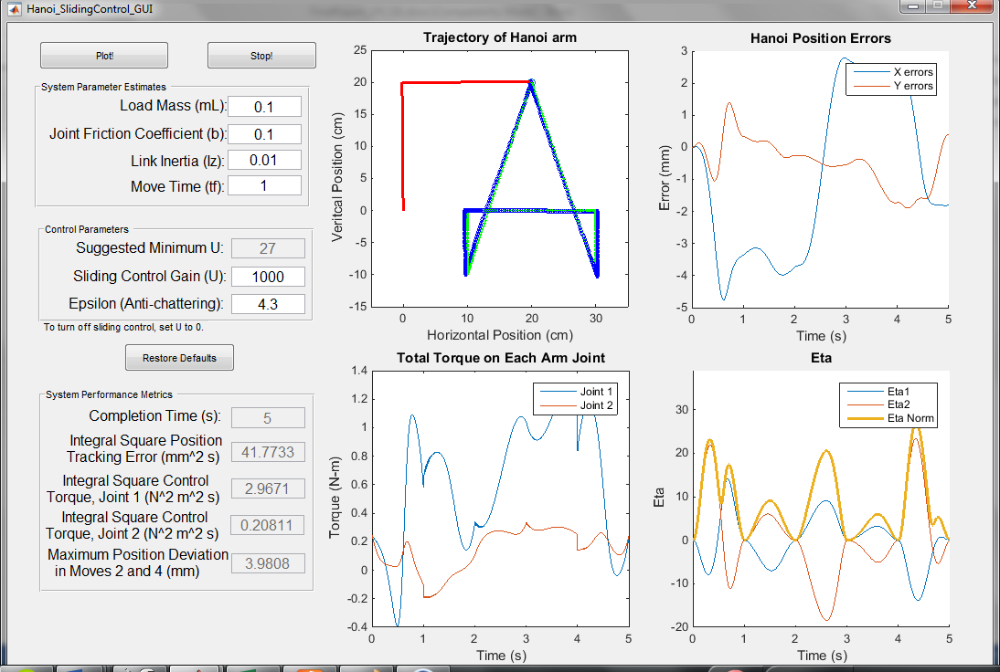 Hanoi_SlidingControl_GUI
Plot!
Stop!
System Parameter Estimates
Load Mass (mL): 0.1
Joint Friction Coefficient (b): 0.1
Link Inertia (Iz): 0.01
Move Time (tf): 1
Control Parameters
Suggested Minimum U: 27
Sliding Control Gain (U): 1000
Epsilon (Anti-chattering): 4.3
To turn off sliding control, set U to 0.
Restore Defaults
System Performance Metrics
Completion Time (s): 5
Integral Square Position
Tracking Error (mm^2 s) 41.7733
Integral Square Control
Torque, Joint 1 (N^2 m^2 s) 2.9671
Integral Square Control
Torque, Joint 2 (N^2 m^2 s) 0.20811
Maximum Position Deviation
in Moves 2 and 4 (mm) 3.9808
Trajectory of Hanoi arm
25
20
15
10
5
0
-5
-10
-15
0 10 20 30
Veritcal Position (cm)
Horizontal Position (cm)
Hanoi Position Errors
X errors
Y errors
3
2
1
0
-1
-2
-3
-4
-5
0 1 2 3 4 5
Error (mm)
Time (s)
Total Torque on Each Arm Joint
Joint 1
Joint 2
1.4
1.2
1
0.8
0.6
0.4
0.2
0
-0.2
-0.4
0 1 2 3 4 5
Torque (N-m)
Time (s)
Eta
Eta1
Eta2
Eta Norm
30
20
10
0
-10
-20
0 1 2 3 4 5
Eta
Time (s)